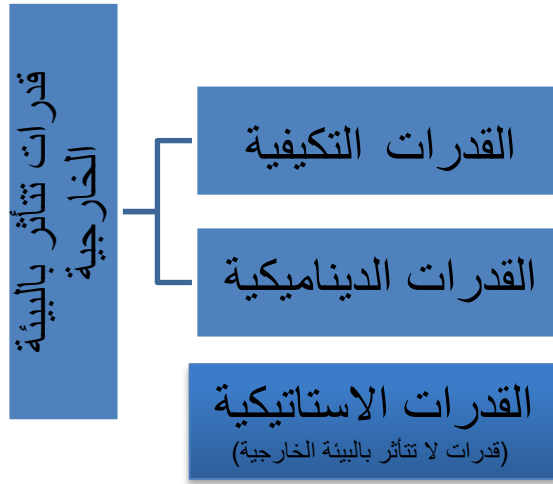 قدرات تتأثر بالبيئة
الخارجية
القدرات التكيفية
القدرات الديناميكية
القدرات الاستاتيكية
(قدرات لا تتأثر بالبيئة الخارجية)